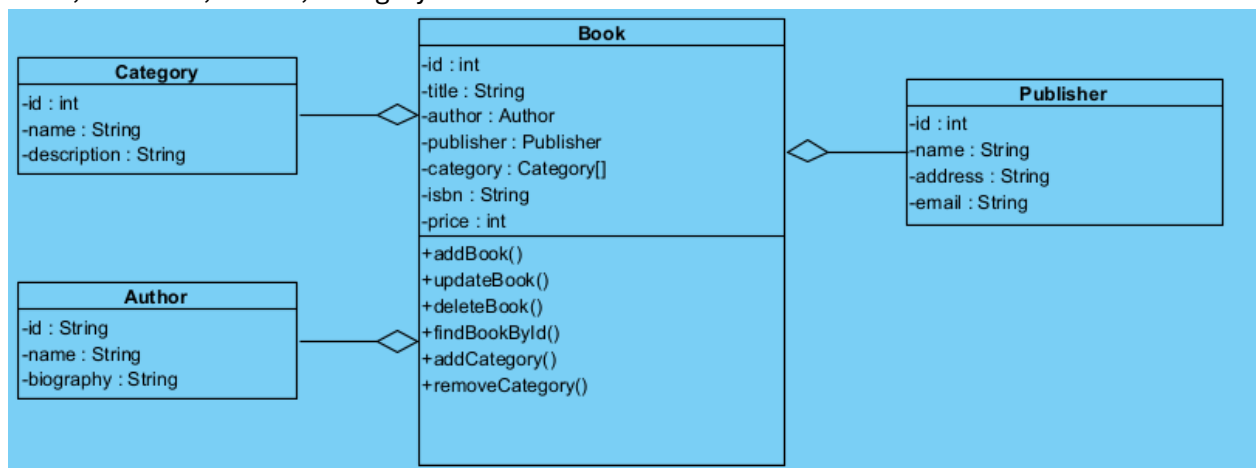 Category
-id : int
-name : String
-description : String
Author
-id : String
-name : String
-biography : String
Book
-id : int
-title : String
-author : Author
-publisher : Publisher
-category : Category[]
-isbn : String
-price : int
+addBook()
+updateBook()
+deleteBook()
+findBookById()
+addCategory()
+removeCategory()
Publisher
-id : int
-name : String
-address : String
-email : String